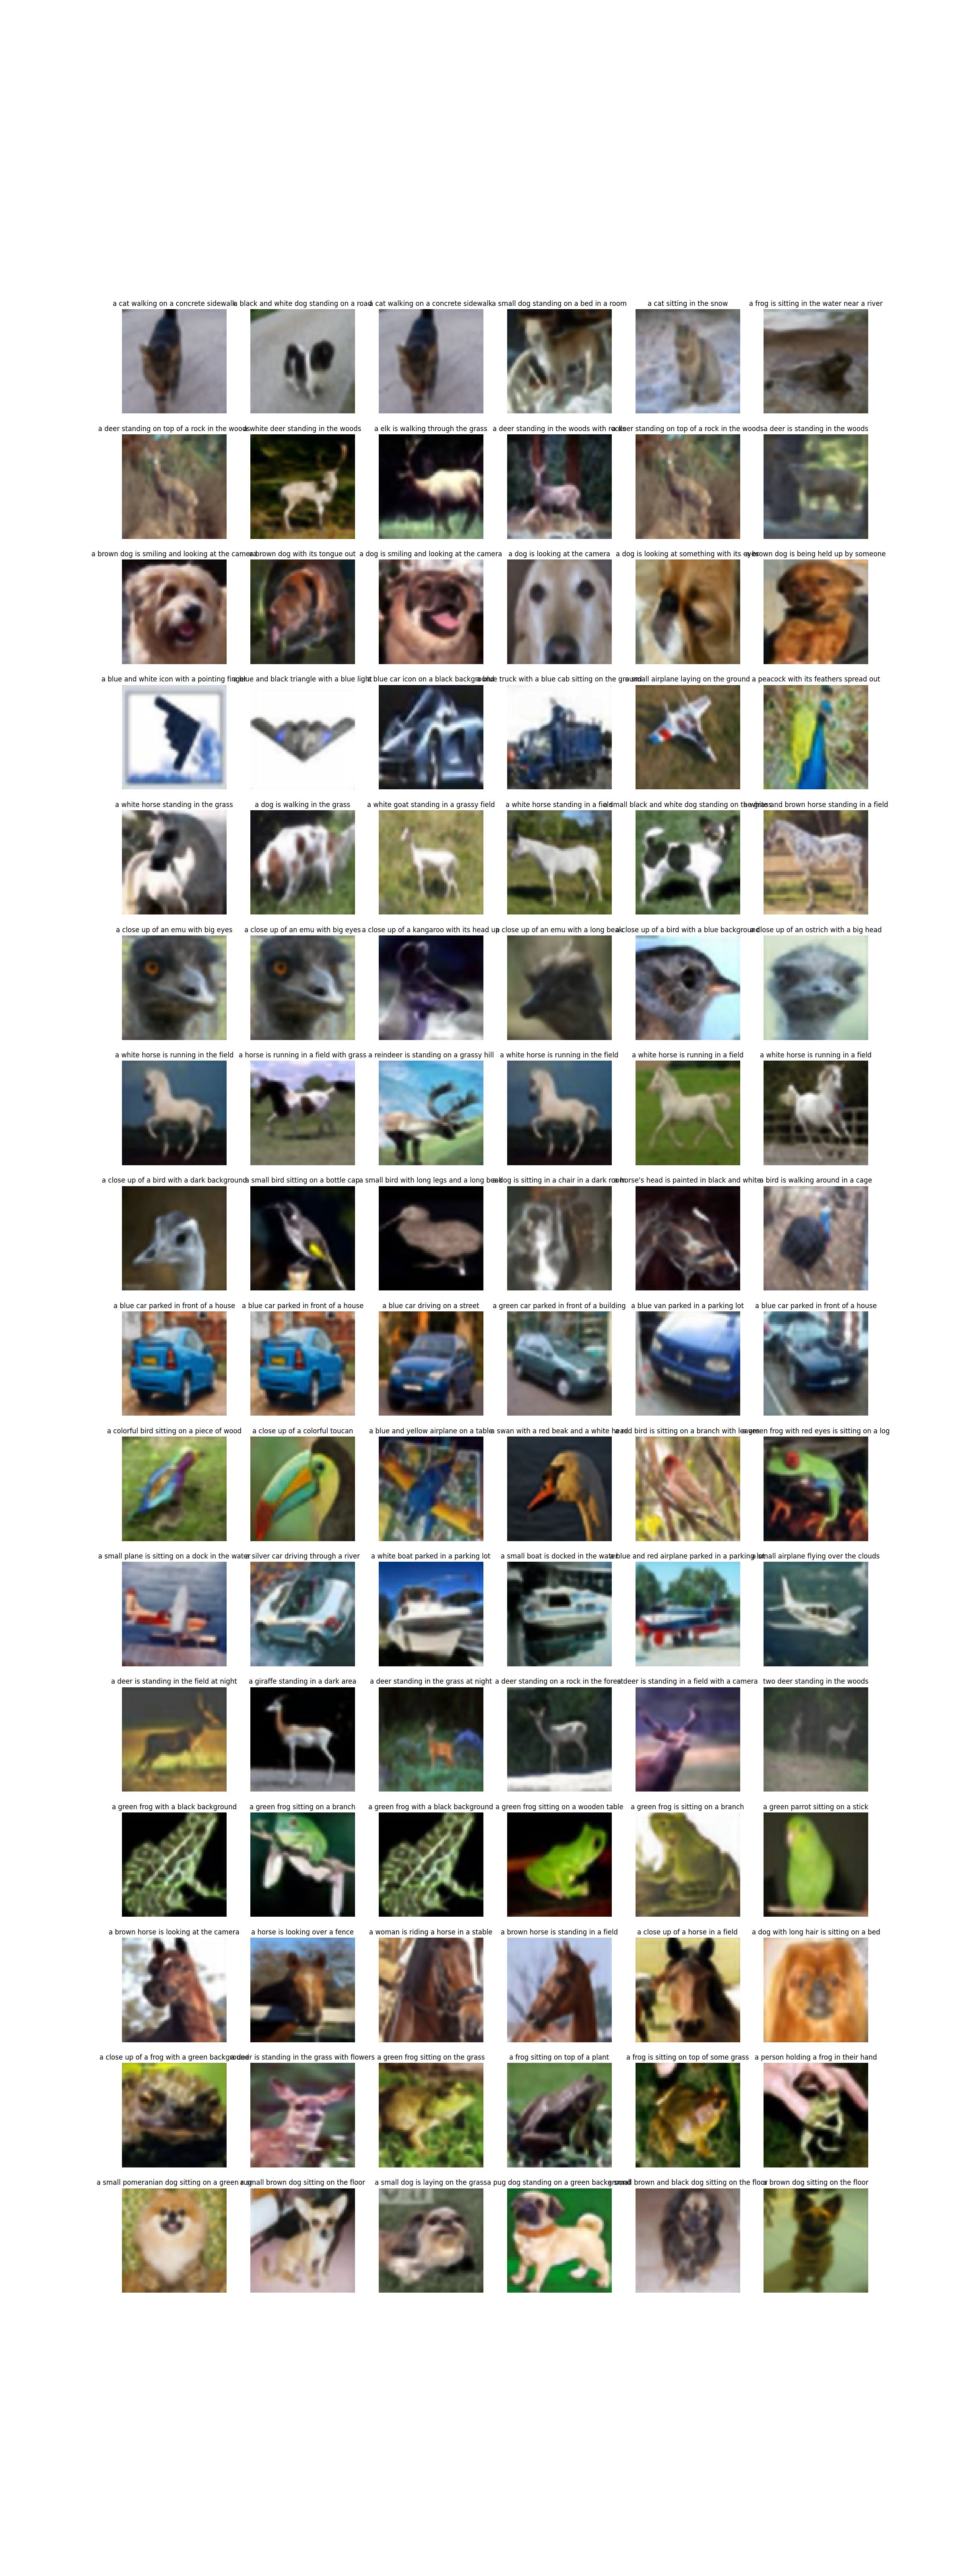 a cat walking on a concrete sidewalk a black and white dog standing on a road a cat walking on a concrete sidewalk a small dog standing on a bed in a room a cat sitting in the snow a frog is sitting in the water near a river
a deer standing on top of a rock in the woods a white deer standing in the woods a elk is walking through the grass a deer standing in the woods with rocks a deer standing on top of a rock in the woods a deer is standing in the woods
a brown dog is smiling and looking at the camera a brown dog with its tongue out a dog is smiling and looking at the camera a dog is looking at the camera a dog is looking at something with its eyes a brown dog is being held up by someone
a blue and white icon with a pointing finger a blue and black triangle with a blue light a blue car icon on a black background a blue truck with a blue cab sitting on the ground a small airplane laying on the ground a peacock with its feathers spread out
a white horse standing in the grass a dog is walking in the grass a white goat standing in a grassy field a white horse standing in a field a small black and white dog standing on the grass a white and brown horse standing in a field
a close up of an emu with big eyes a close up of an emu with big eyes a close up of a kangaroo with its head up a close up of an emu with a long beak a close up of a bird with a blue background a close up of an ostrich with a big head
a white horse is running in the field a horse is running in a field with grass a reindeer is standing on a grassy hill a white horse is running in the field a white horse is running in a field a white horse is running in a field
a close up of a bird with a dark background a small bird sitting on a bottle cap a small bird with long legs and a long beak a dog is sitting in a chair in a dark room a horse's head is painted in black and white a bird is walking around in a cage
a blue car parked in front of a house a blue car parked in front of a house a blue car driving on a street a green car parked in front of a building a blue van parked in a parking lot a blue car parked in front of a house
a colorful bird sitting on a piece of wood a close up of a colorful toucan a blue and yellow airplane on a table a swan with a red beak and a white head a red bird is sitting on a branch with leaves a green frog with red eyes is sitting on a log
a small plane is sitting on a dock in the water a silver car driving through a river a white boat parked in a parking lot a small boat is docked in the water a blue and red airplane parked in a parking lot a small airplane flying over the clouds
a deer is standing in the field at night a giraffe standing in a dark area a deer standing in the grass at night a deer standing on a rock in the forest a deer is standing in a field with a camera two deer standing in the woods
a green frog with a black background a green frog sitting on a branch a green frog with a black background a green frog sitting on a wooden table a green frog is sitting on a branch a green parrot sitting on a stick
a brown horse is looking at the camera a horse is looking over a fence a woman is riding a horse in a stable a brown horse is standing in a field a close up of a horse in a field a dog with long hair is sitting on a bed
a close up of a frog with a green background a deer is standing in the grass with flowers a green frog sitting on the grass a frog sitting on top of a plant a frog is sitting on top of some grass a person holding a frog in their hand
a small pomeranian dog sitting on a green rug a small brown dog sitting on the floor a small dog is laying on the grass a pug dog standing on a green background a small brown and black dog sitting on the floor a brown dog sitting on the floor